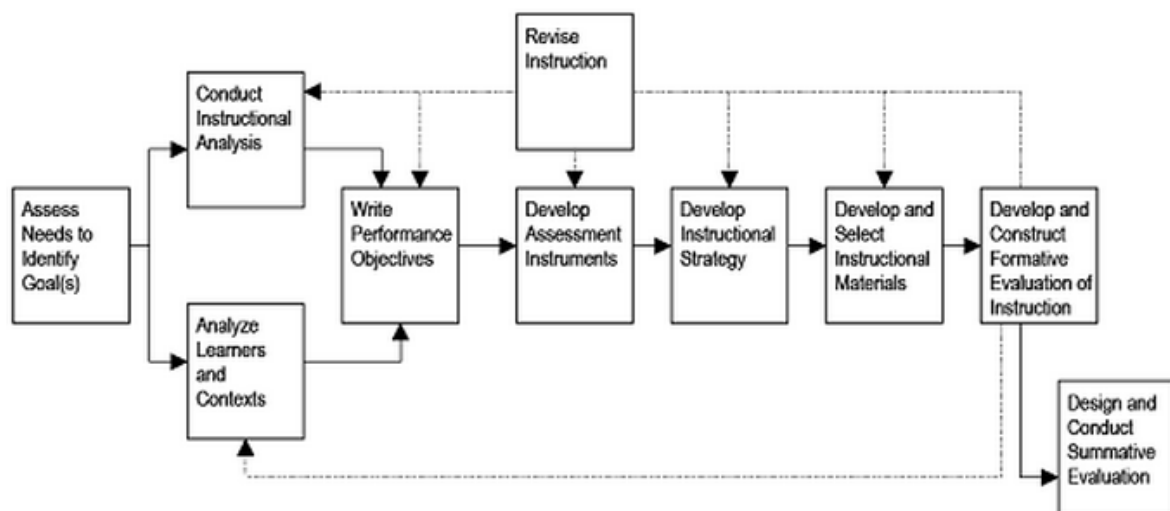 Revise
Instruction
Conduct
Instructional
Analysis
Assess
Needs to
Identify
Goal(s)
Write
Performance
Objectives
Develop
Assessment
Instruments
Develop
Instructional
Strategy
Develop and
Select
Instructional
Materials
Develop and
Construct
Formative
Evaluation of
Instruction
Analyze
Learners
and
Contexts
Design and
Conduct
Summative
Evaluation